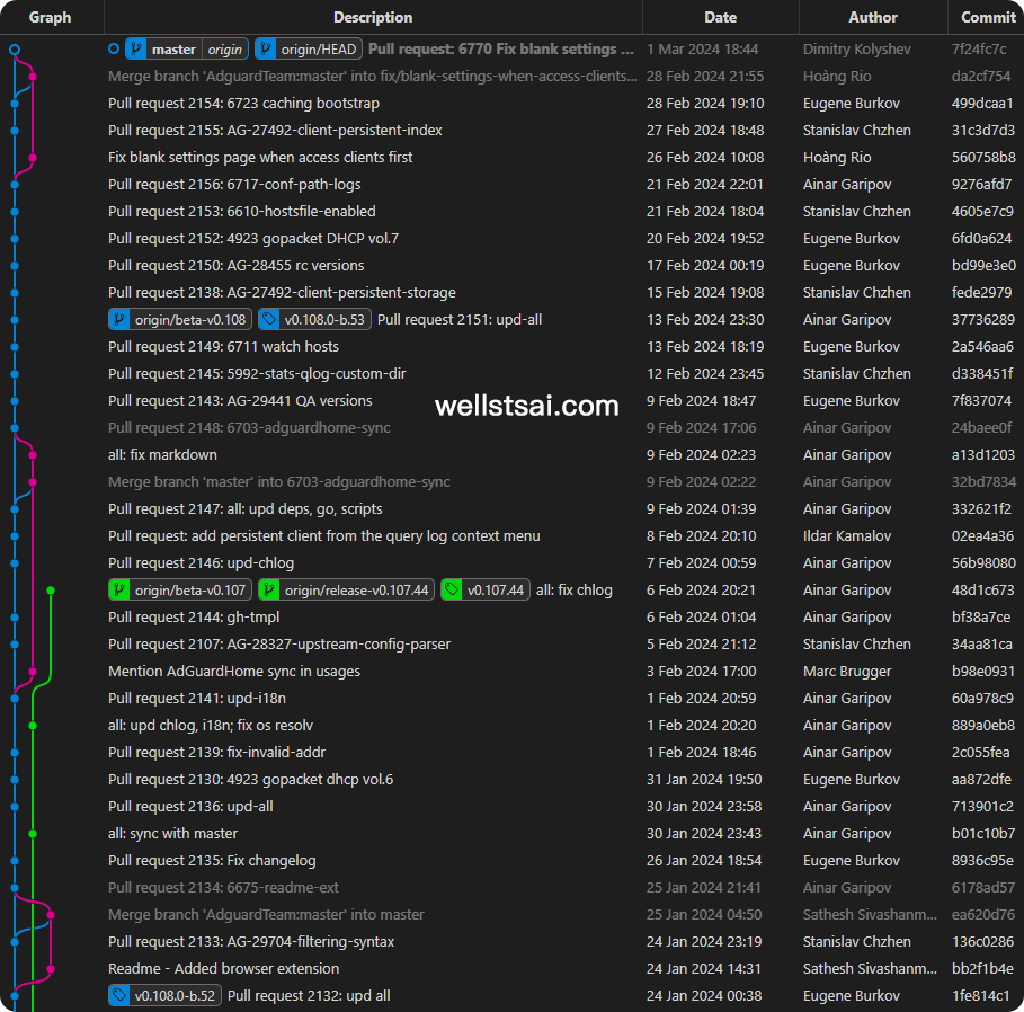 Graph Description Date Author Commit
master origin origin/HEAD Pull request: 6770 Fix blank settings ... 1 Mar 2024 18:44 Dimitry Kolyshev 7f24fc7c
Merge branch 'AdguardTeam:master' into fix/blank-settings-when-access-clients... 28 Feb 2024 21:55 Hoàng Rio da2cf754
Pull request 2154: 6723 caching bootstrap 28 Feb 2024 19:10 Eugene Burkov 499dcaa1
Pull request 2155: AG-27492-client-persistent-index 27 Feb 2024 18:48 Stanislav Chzhen 31c3d7d3
Fix blank settings page when access clients first 26 Feb 2024 10:08 Hoàng Rio 560758b8
Pull request 2156: 6717-conf-path-logs 21 Feb 2024 22:01 Ainar Garipov 9276afd7
Pull request 2153: 6610-hostsfile-enabled 21 Feb 2024 18:04 Stanislav Chzhen 4605e7c9
Pull request 2152: 4923 gopacket DHCP vol.7 20 Feb 2024 19:52 Eugene Burkov 6fd0a624
Pull request 2150: AG-28455 rc versions 17 Feb 2024 00:19 Eugene Burkov bd99e3e0
Pull request 2138: AG-27492-client-persistent-storage 15 Feb 2024 19:08 Stanislav Chzhen fede2979
origin/beta-v0.108 v0.108.0-b.53 Pull request 2151: upd-all 13 Feb 2024 23:30 Ainar Garipov 37736289
Pull request 2149: 6711 watch hosts 13 Feb 2024 18:19 Eugene Burkov 2a546aa6
Pull request 2145: 5992-stats-qlog-custom-dir 12 Feb 2024 23:45 Stanislav Chzhen d338451f
Pull request 2143: AG-29441 QA versions 9 Feb 2024 18:47 Eugene Burkov 7f837074
wellstsai.com
Pull request 2148: 6703-adguardhome-sync 9 Feb 2024 17:06 Ainar Garipov 24baee0f
all: fix markdown 9 Feb 2024 02:23 Ainar Garipov a13d1203
Merge branch 'master' into 6703-adguardhome-sync 9 Feb 2024 02:22 Ainar Garipov 32bd7834
Pull request 2147: all: upd deps, go, scripts 9 Feb 2024 01:39 Ainar Garipov 332621f2
Pull request: add persistent client from the query log context menu 8 Feb 2024 20:10 Ildar Kamalov 02ea4a36
Pull request 2146: upd-chlog 7 Feb 2024 00:59 Ainar Garipov 56b98080
origin/beta-v0.107 origin/release-v0.107.44 v0.107.44 all: fix chlog 6 Feb 2024 20:21 Ainar Garipov 48d1c673
Pull request 2144: gh-tmpl 6 Feb 2024 01:04 Ainar Garipov bf38a7ce
Pull request 2107: AG-28327-upstream-config-parser 5 Feb 2024 21:12 Stanislav Chzhen 34aa81ca
Mention AdGuardHome sync in usages 3 Feb 2024 17:00 Marc Brugger b98e0931
Pull request 2141: upd-i18n 1 Feb 2024 20:59 Ainar Garipov 60a978c9
all: upd chlog, i18n; fix os resolv 1 Feb 2024 20:20 Ainar Garipov 889a0eb8
Pull request 2139: fix-invalid-addr 1 Feb 2024 18:46 Ainar Garipov 2c055fea
Pull request 2130: 4923 gopacket dhcp vol.6 31 Jan 2024 19:50 Eugene Burkov aa872dfe
Pull request 2136: upd-all 30 Jan 2024 23:58 Ainar Garipov 713901c2
all: sync with master 30 Jan 2024 23:43 Ainar Garipov b01c10b7
Pull request 2135: Fix changelog 26 Jan 2024 18:54 Eugene Burkov 8936c95e
Pull request 2134: 6675-readme-ext 25 Jan 2024 21:41 Ainar Garipov 6178ad57
Merge branch 'AdguardTeam:master' into master 25 Jan 2024 04:50 Sathesh Sivashanm... ea620d76
Pull request 2133: AG-29704-filtering-syntax 24 Jan 2024 23:19 Stanislav Chzhen 136c0286
Readme - Added browser extension 24 Jan 2024 14:31 Sathesh Sivashanm... bb2f1b4e
v0.108.0-b.52 Pull request 2132: upd all 24 Jan 2024 00:38 Eugene Burkov 1fe814c1